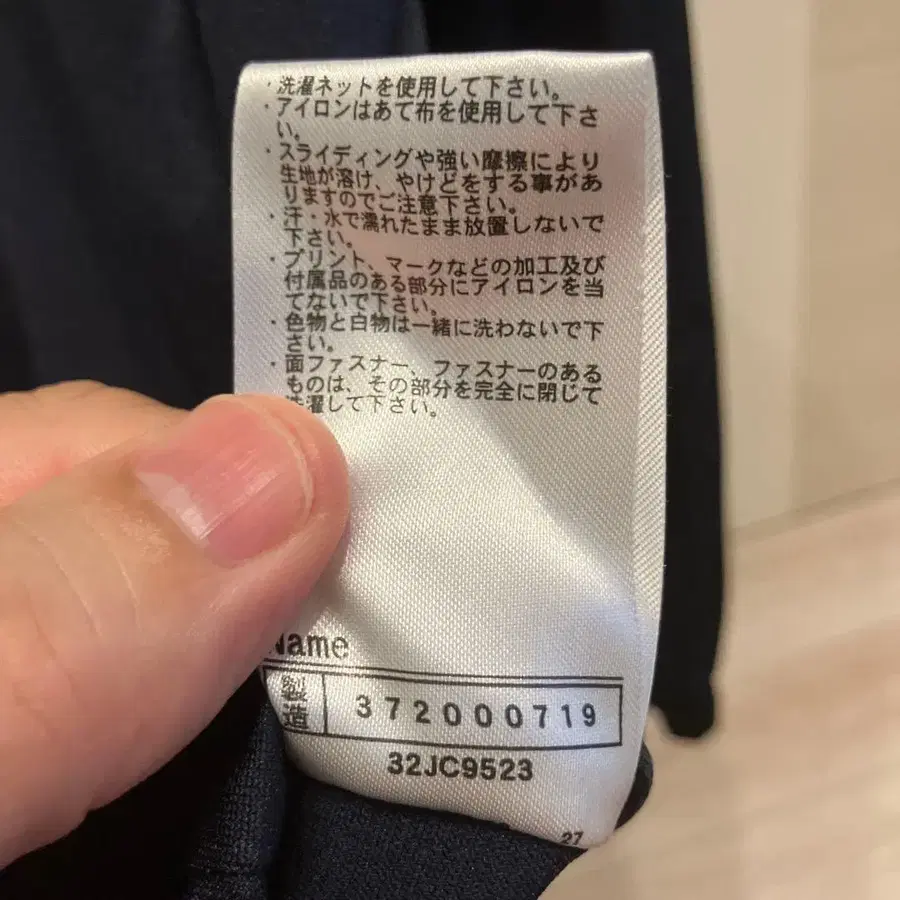 ・洗濯ネットを使用して下さい。
・アイロンはあて布を使用して下さ
い。
・スライディングや強い摩擦により
生地が溶け、やけどをする事があ
りますのでご注意下さい。
・汗・水で濡れたまま放置しないで
下さい。
・プリント、マークなどの加工及び
付属品のある部分にアイロンを当
てないで下さい。
・色物と白物は一緒に洗わないで下
さい。
・面ファスナー、ファスナーのある
ものは、その部分を完全に閉じて
洗濯して下さい。
Name
製造 372000719
32JC9523
27